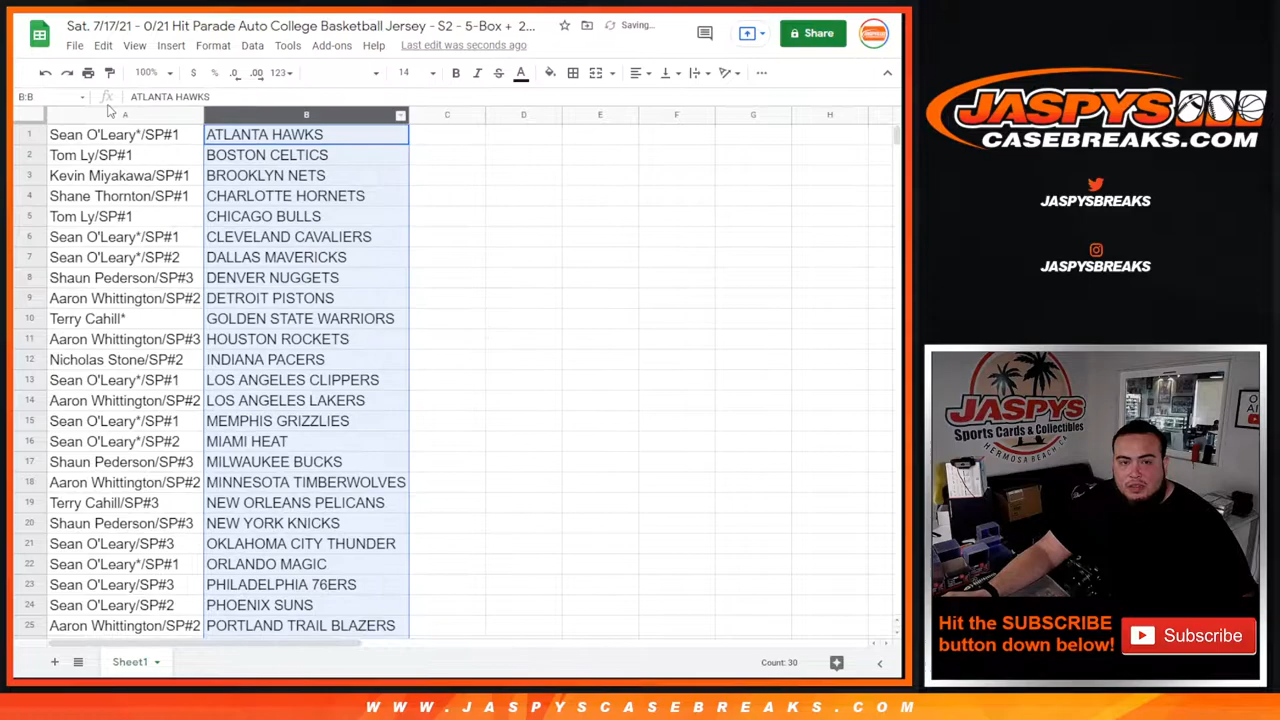 Sat. 7/17/21 - 0/21 Hit Parade Auto College Basketball Jersey - S2 - 5-Box + 2...
Saving...
File Edit View Insert Format Data Tools Add-ons Help Last edit was seconds ago
Share
100% $ % .0 .00 123 14 B I S A
B:B fx ATLANTA HAWKS
A B C D E F G H
1 Sean O'Leary*/SP#1 ATLANTA HAWKS
2 Tom Ly/SP#1 BOSTON CELTICS
3 Kevin Miyakawa/SP#1 BROOKLYN NETS
4 Shane Thornton/SP#1 CHARLOTTE HORNETS
5 Tom Ly/SP#1 CHICAGO BULLS
6 Sean O'Leary*/SP#1 CLEVELAND CAVALIERS
7 Sean O'Leary*/SP#2 DALLAS MAVERICKS
8 Shaun Pederson/SP#3 DENVER NUGGETS
9 Aaron Whittington/SP#2 DETROIT PISTONS
10 Terry Cahill* GOLDEN STATE WARRIORS
11 Aaron Whittington/SP#3 HOUSTON ROCKETS
12 Nicholas Stone/SP#2 INDIANA PACERS
13 Sean O'Leary*/SP#1 LOS ANGELES CLIPPERS
14 Aaron Whittington/SP#2 LOS ANGELES LAKERS
15 Sean O'Leary*/SP#1 MEMPHIS GRIZZLIES
16 Sean O'Leary*/SP#2 MIAMI HEAT
17 Shaun Pederson/SP#3 MILWAUKEE BUCKS
18 Aaron Whittington/SP#2 MINNESOTA TIMBERWOLVES
19 Terry Cahill/SP#3 NEW ORLEANS PELICANS
20 Shaun Pederson/SP#3 NEW YORK KNICKS
21 Sean O'Leary/SP#3 OKLAHOMA CITY THUNDER
22 Sean O'Leary*/SP#1 ORLANDO MAGIC
23 Sean O'Leary/SP#3 PHILADELPHIA 76ERS
24 Sean O'Leary/SP#2 PHOENIX SUNS
25 Aaron Whittington/SP#2 PORTLAND TRAIL BLAZERS
Sheet1
Count: 30
JASPYS
CASEBREAKS.COM
JASPYSBREAKS
JASPYSBREAKS
JASPYS
Sports Cards & Collectibles
HERMOSA BEACH CA
Hit the SUBSCRIBE
button down below!
Subscribe
WWW.JASPYSCASEBREAKS.COM